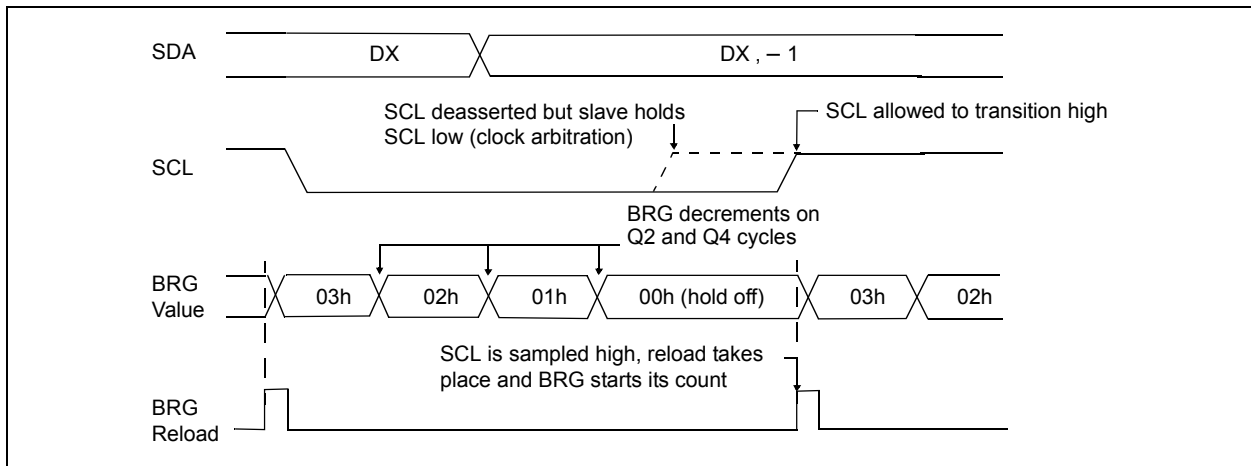 SDA
DX
DX , – 1
SCL deasserted but slave holds
SCL low (clock arbitration)
SCL allowed to transition high
SCL
BRG decrements on
Q2 and Q4 cycles
BRG
Value
03h
02h
01h
00h (hold off)
03h
02h
SCL is sampled high, reload takes
place and BRG starts its count
BRG
Reload